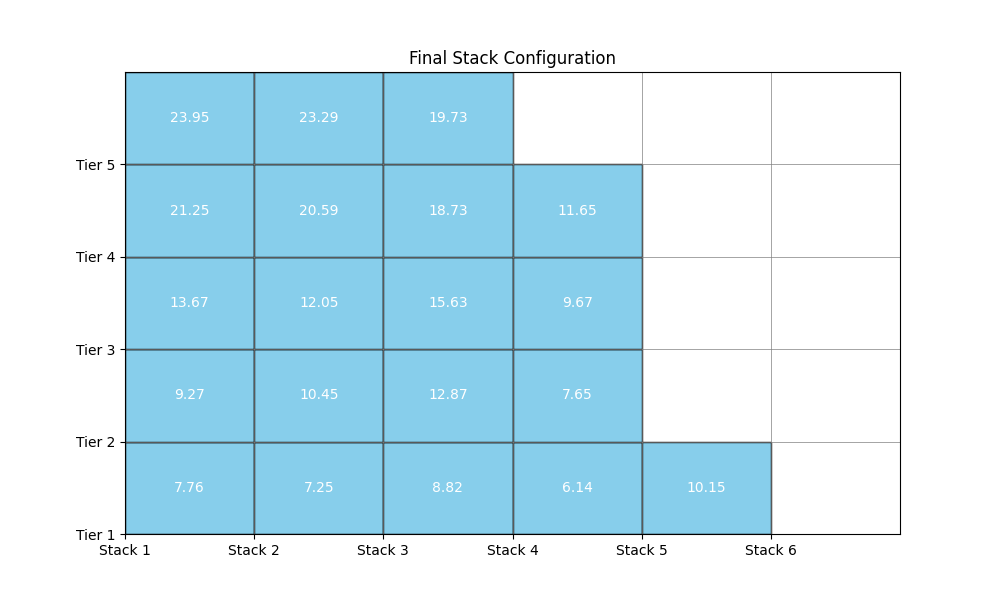 Final Stack Configuration
23.95 23.29 19.73
Tier 5
21.25 20.59 18.73 11.65
Tier 4
13.67 12.05 15.63 9.67
Tier 3
9.27 10.45 12.87 7.65
Tier 2
7.76 7.25 8.82 6.14 10.15
Tier 1
Stack 1 Stack 2 Stack 3 Stack 4 Stack 5 Stack 6